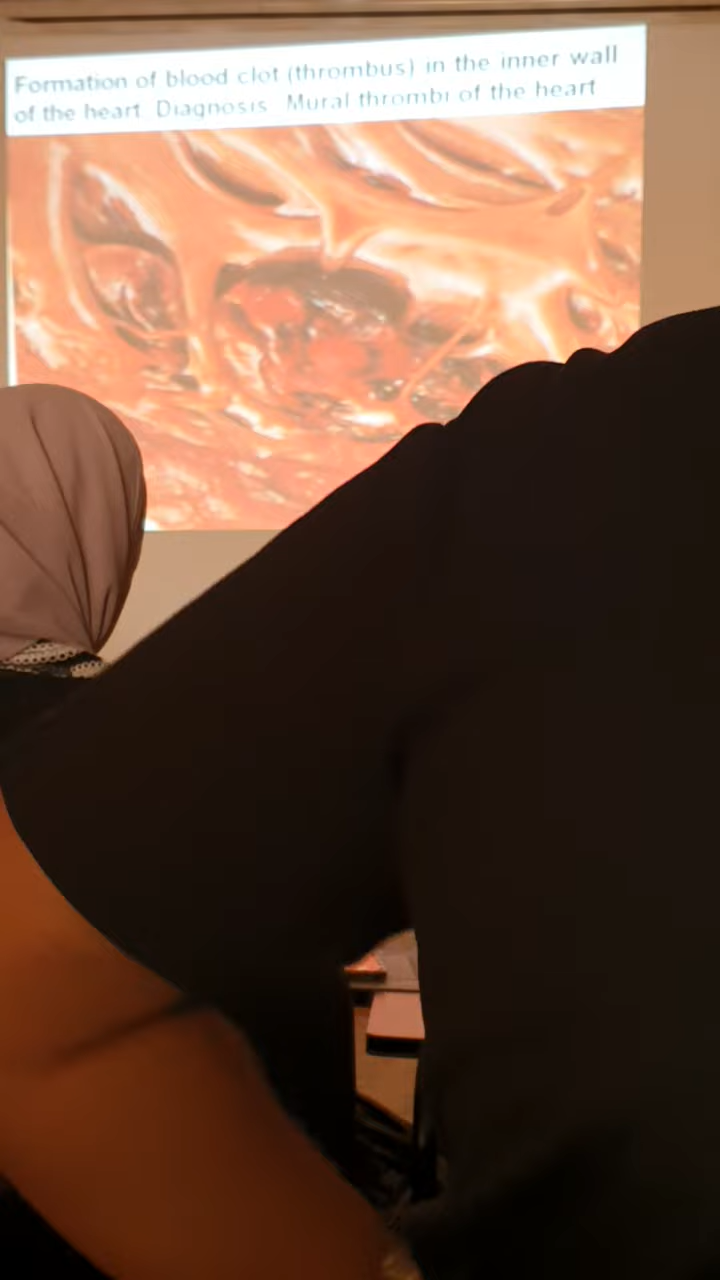 Formation of blood clot (thrombus) in the inner wall
of the heart. Diagnosis: Mural thrombi of the heart